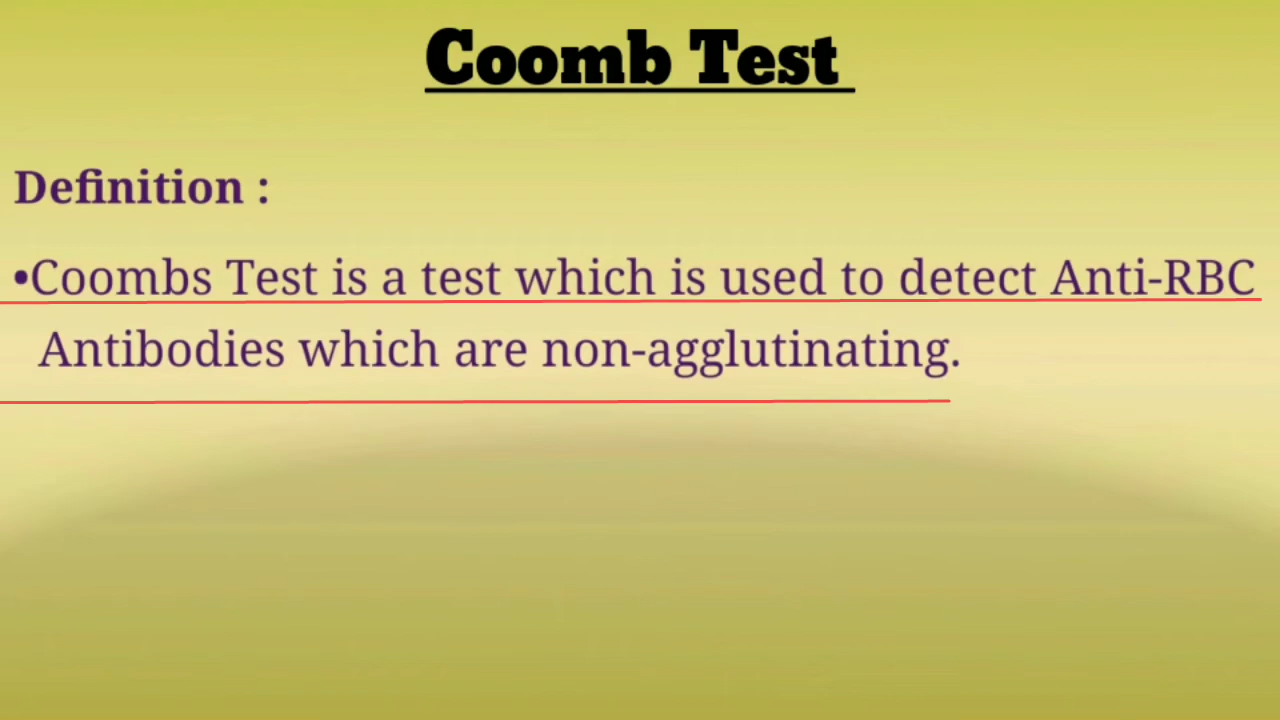 Coomb Test
Definition :
•Coombs Test is a test which is used to detect Anti-RBC
Antibodies which are non-agglutinating.